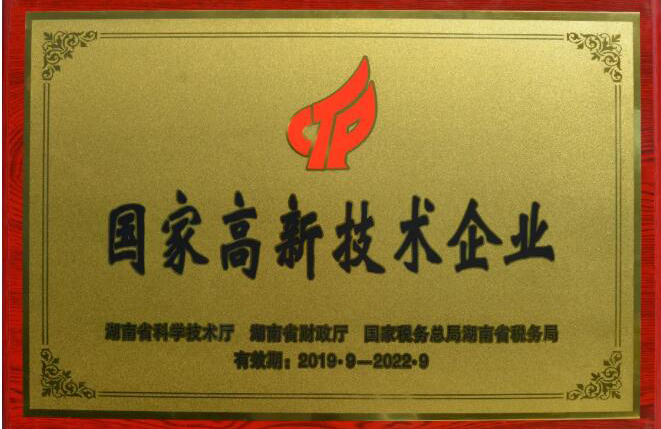 CTP
国家高新技术企业
湖南省科学技术厅 湖南省财政厅 国家税务总局湖南省税务局
有效期：2019·9—2022·9